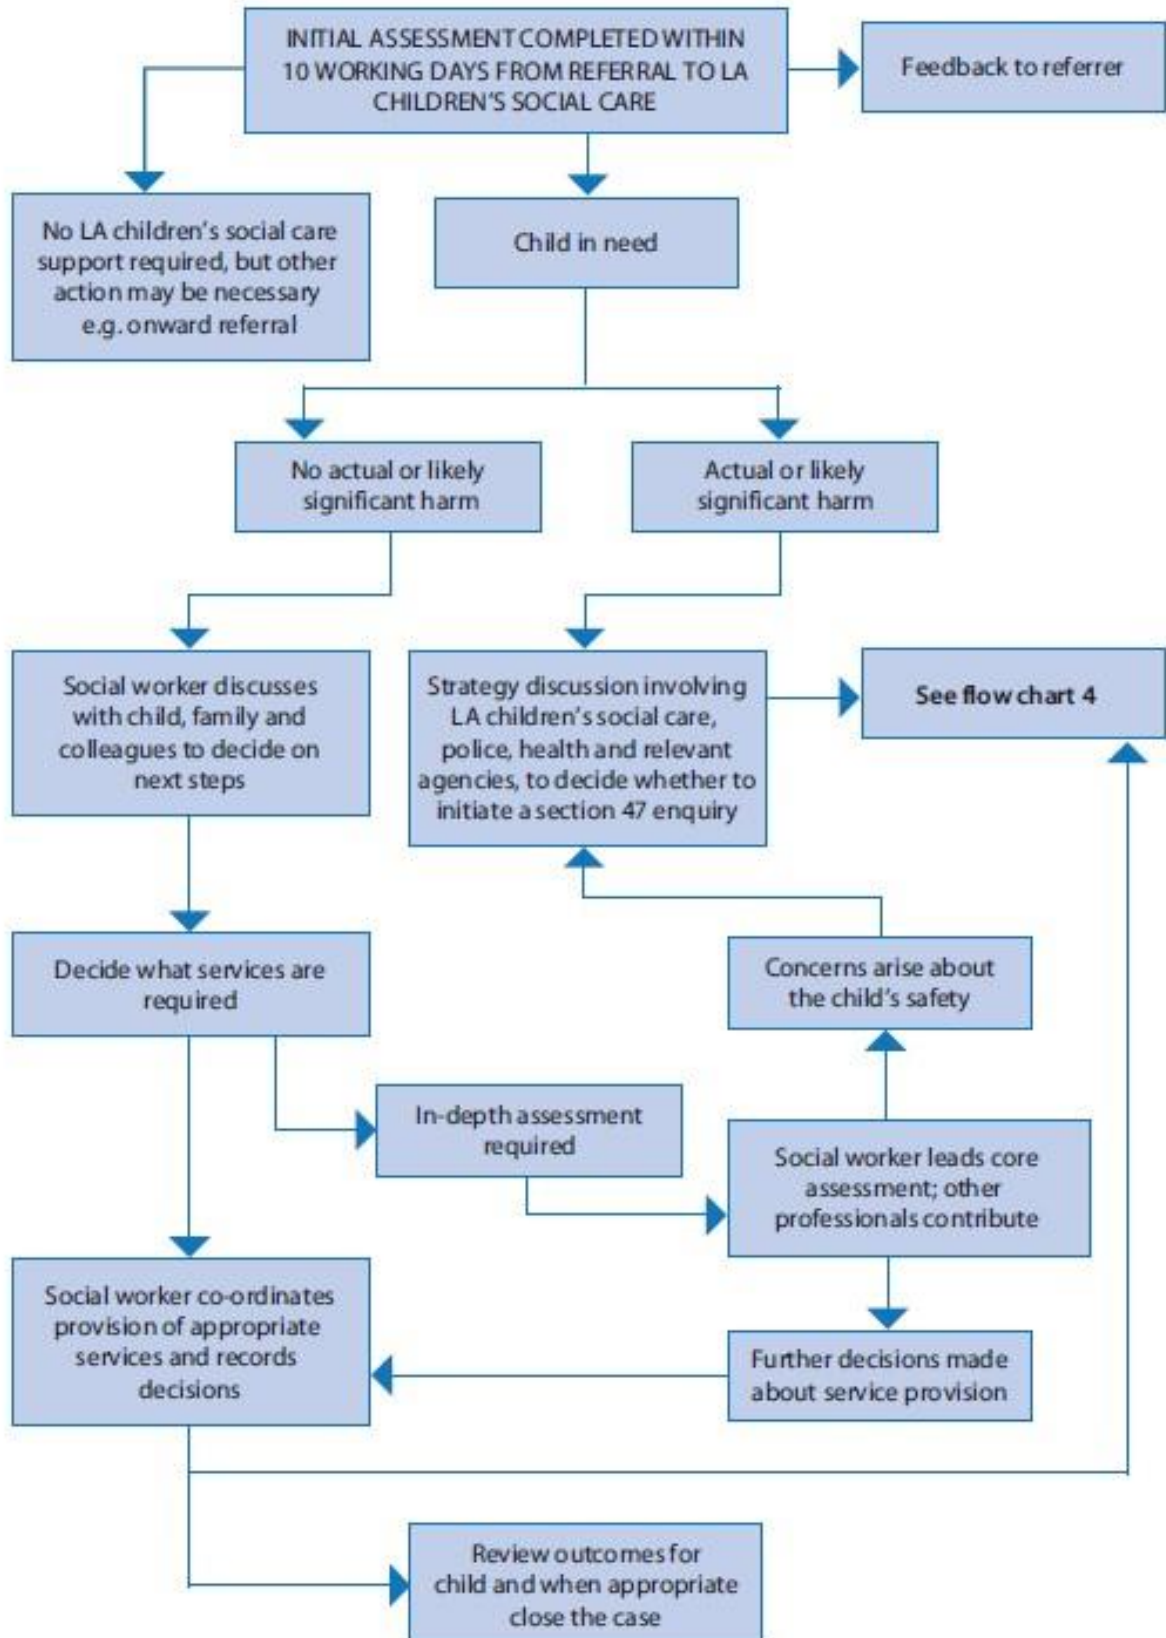 INITIAL ASSESSMENT COMPLETED WITHIN
10 WORKING DAYS FROM REFERRAL TO LA
CHILDREN'S SOCIAL CARE
Feedback to referrer
No LA children's social care
support required, but other
action may be necessary
e.g. onward referral
Child in need
No actual or likely
significant harm
Actual or likely
significant harm
Social worker discusses
with child, family and
colleagues to decide on
next steps
Strategy discussion involving
LA children's social care,
police, health and relevant
agencies, to decide whether to
initiate a section 47 enquiry
See flow chart 4
Decide what services are
required
Concerns arise about
the child's safety
In-depth assessment
required
Social worker leads core
assessment; other
professionals contribute
Social worker co-ordinates
provision of appropriate
services and records
decisions
Further decisions made
about service provision
Review outcomes for
child and when appropriate
close the case